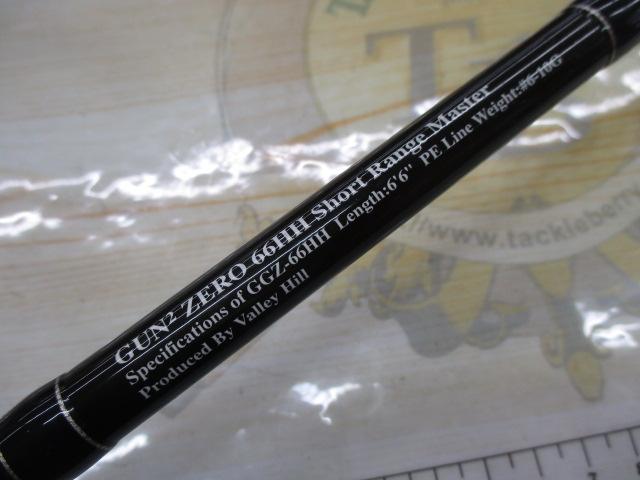 GUN² ZERO 66HH Short Range Master
Specifications of GGZ-66HH Length:6'6" PE Line Weight:#6-10G
Produced By Valley Hill
www.tackleberry